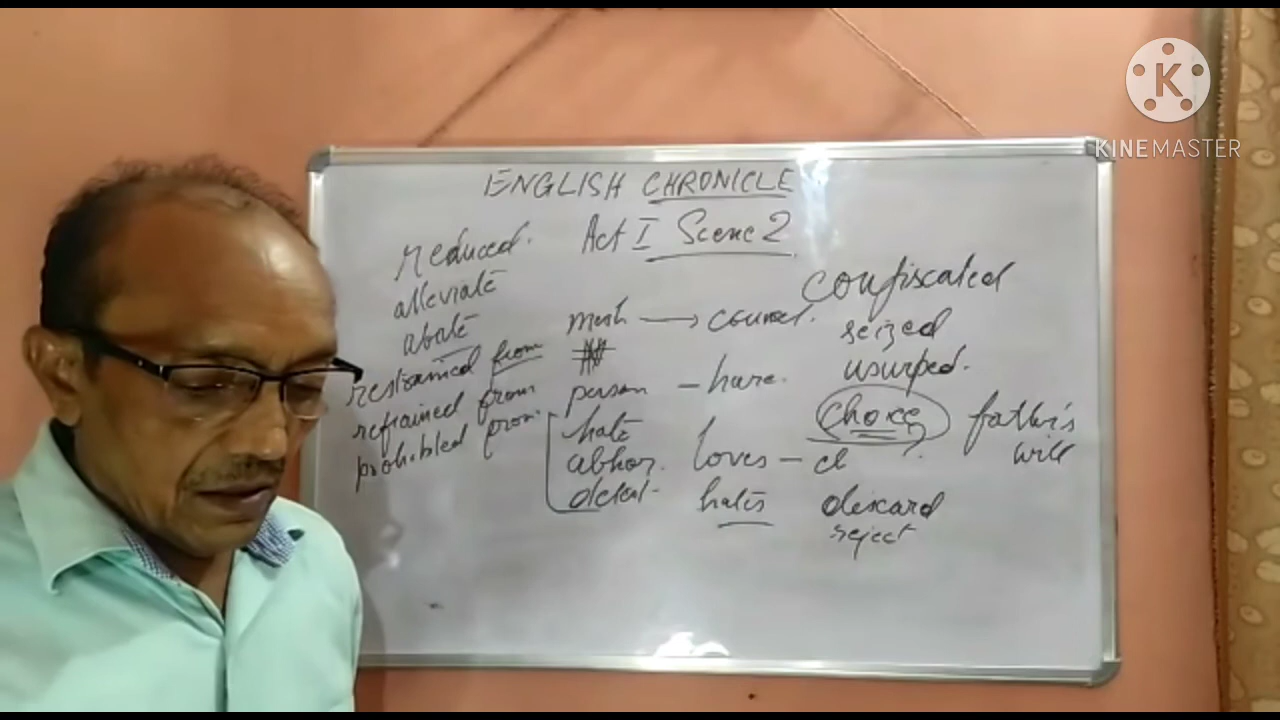 ENGLISH CHRONICLE
Act I Scene 2
reduced.
alleviate
abate
restrained from
refrained from
prohibited from
mesh → counsel.
person - hare.
hate
abhor.
detest.
loves - cl
hates
confiscated
seized
usurped.
choice
father's
will
?
discard
reject
K
KINEMASTER